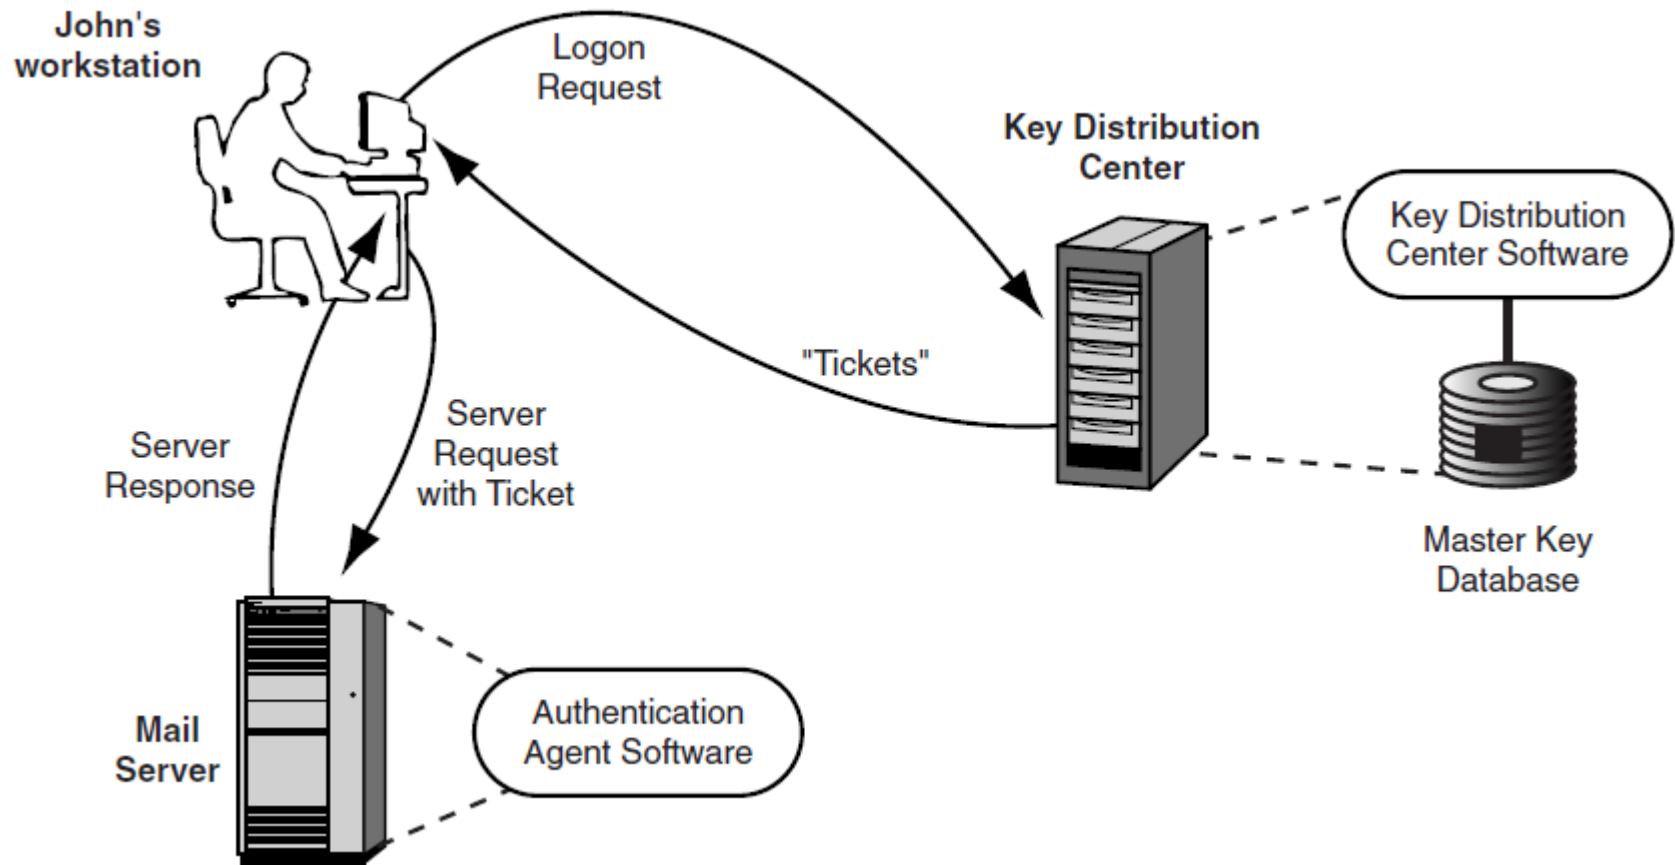 John's
workstation
Logon
Request
Key Distribution
Center
Key Distribution
Center Software
"Tickets"
Server
Response
Server
Request
with Ticket
Master Key
Database
Mail
Server
Authentication
Agent Software